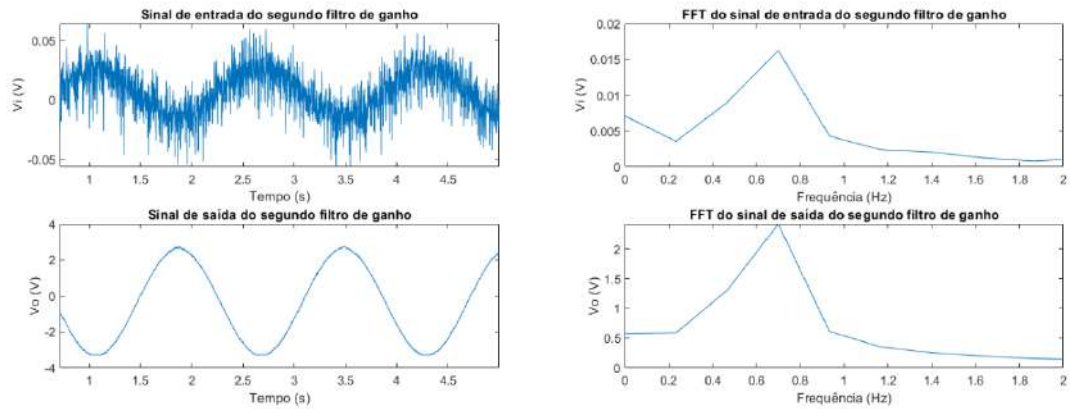 Sinal de entrada do segundo filtro de ganho
0.05
0
-0.05
Vi (V)
1 1.5 2 2.5 3 3.5 4 4.5
Tempo (s)
FFT do sinal de entrada do segundo filtro de ganho
0.02
0.015
0.01
0.005
0
Vi (V)
0 0.2 0.4 0.6 0.8 1 1.2 1.4 1.6 1.8 2
Frequência (Hz)
Sinal de saída do segundo filtro de ganho
4
2
0
-2
-4
Vo (V)
1 1.5 2 2.5 3 3.5 4 4.5
Tempo (s)
FFT do sinal de saída do segundo filtro de ganho
2
1.5
1
0.5
0
Vo (V)
0 0.2 0.4 0.6 0.8 1 1.2 1.4 1.6 1.8 2
Frequência (Hz)